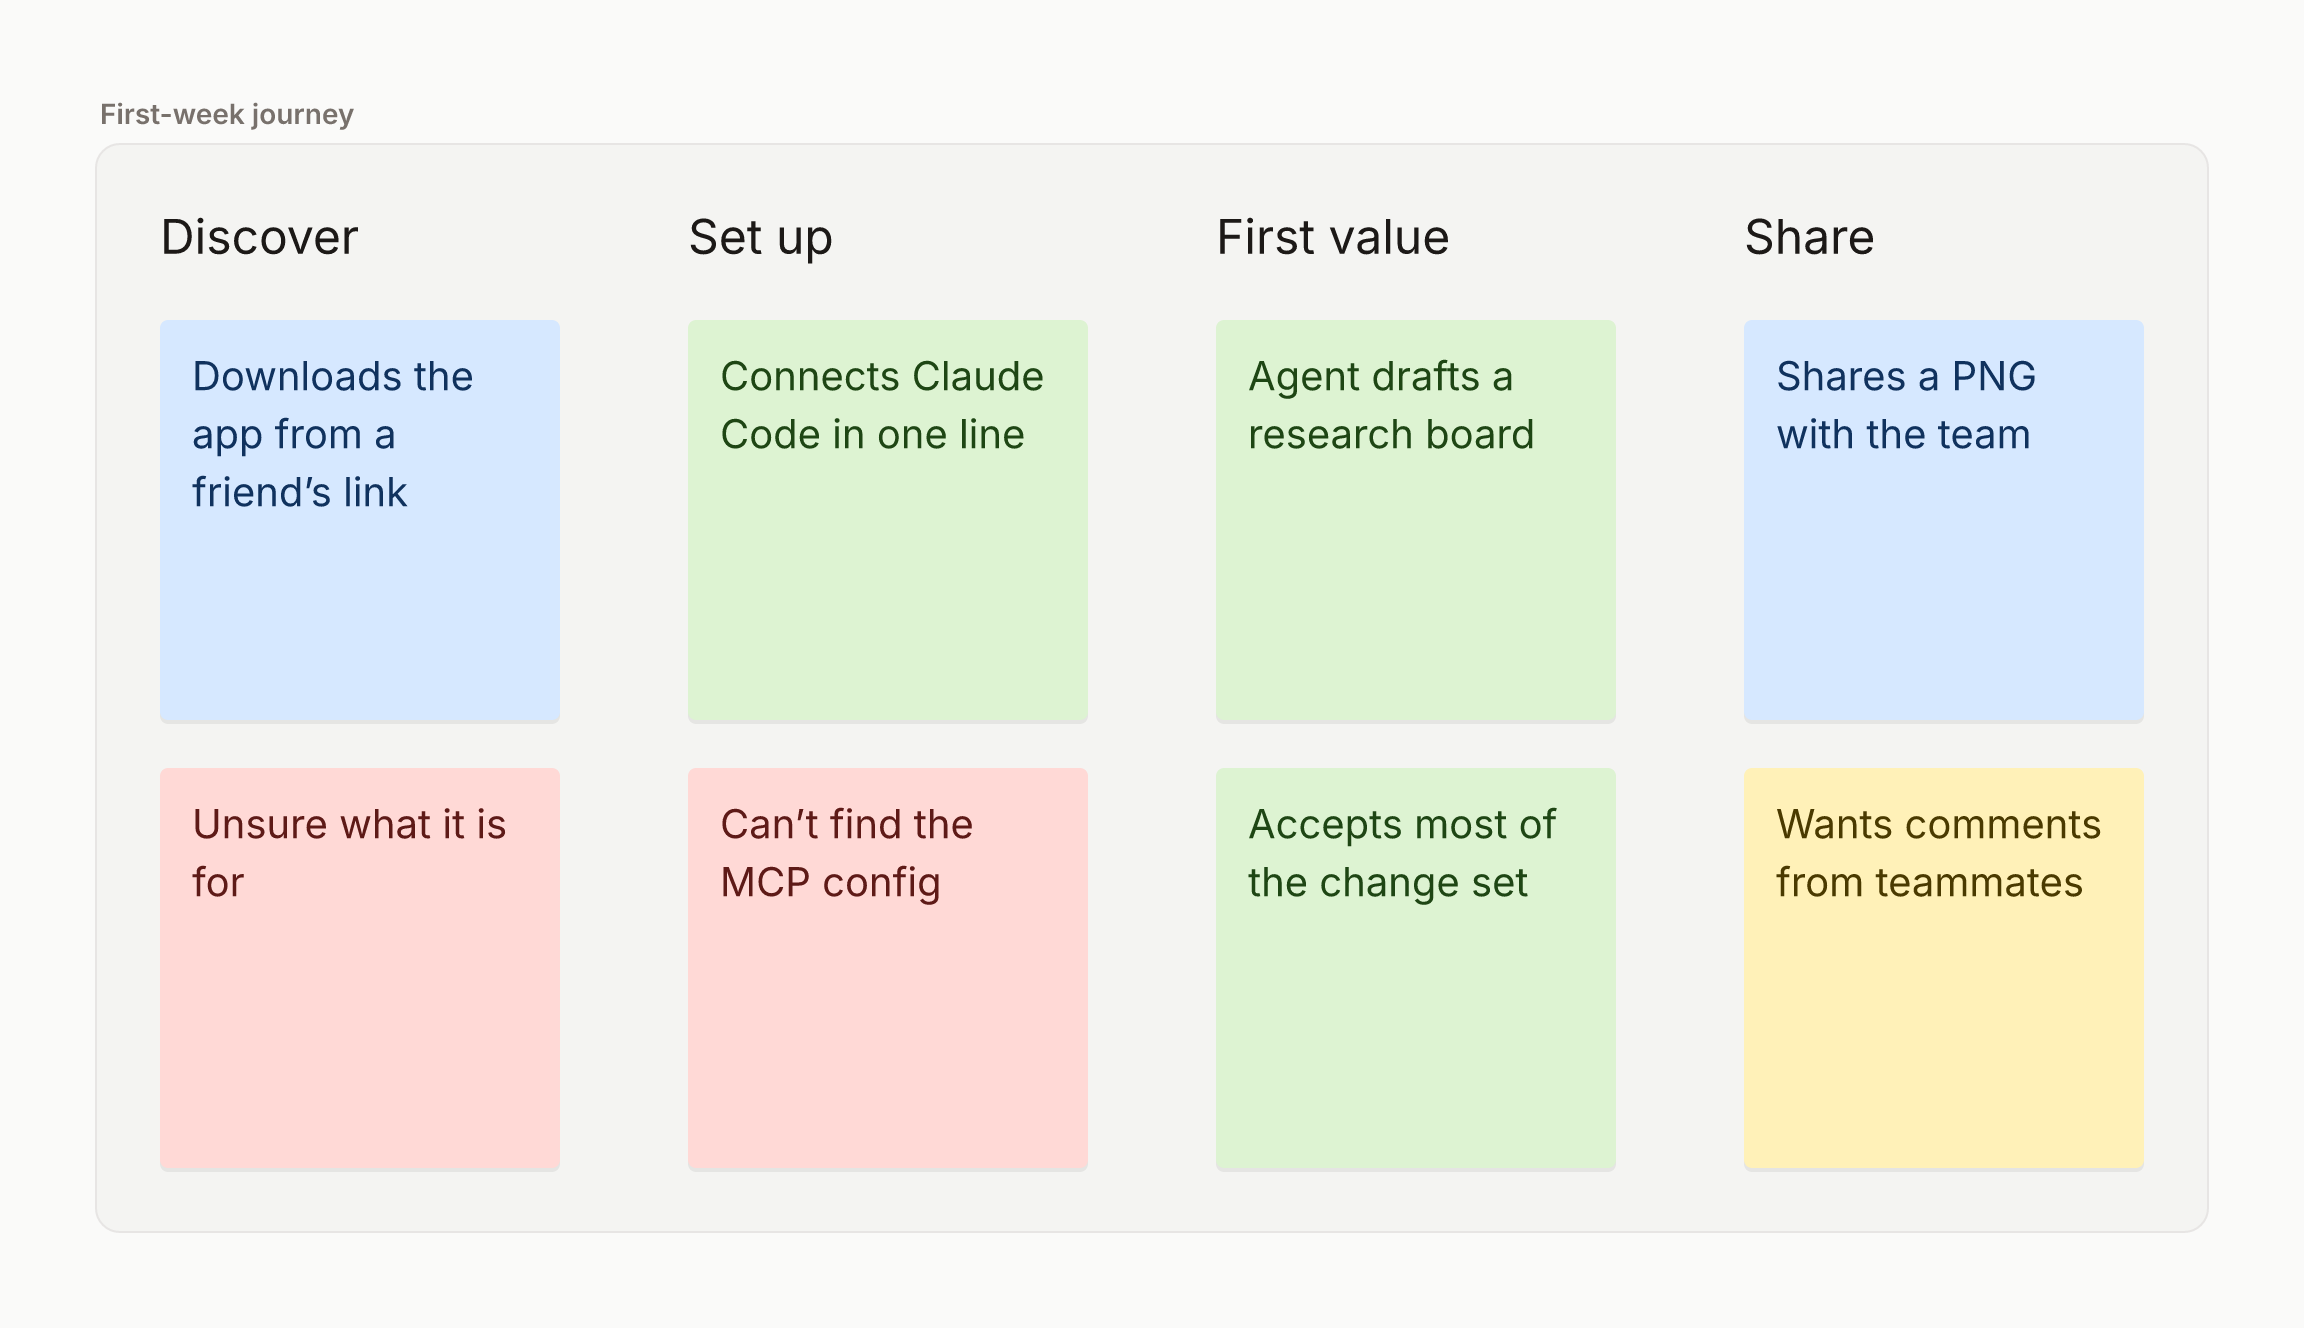 First-week journey
Discover
Downloads the
app from a
friend’s link
Unsure what it is
for
Set up
Connects Claude
Code in one line
Can’t find the
MCP config
First value
Agent drafts a
research board
Accepts most of
the change set
Share
Shares a PNG
with the team
Wants comments
from teammates